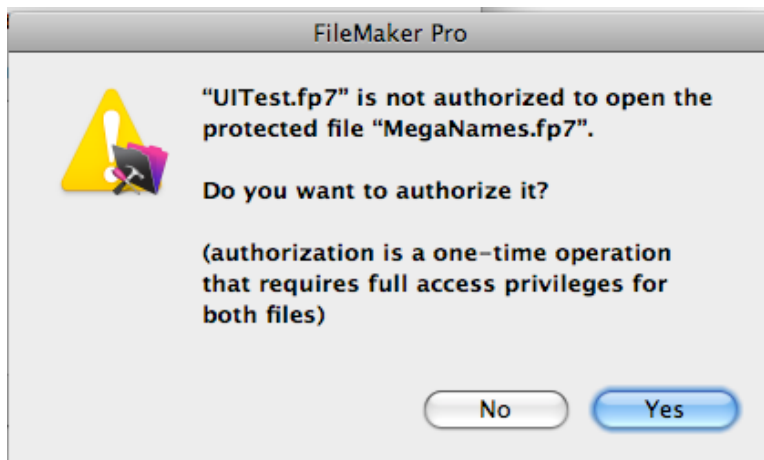 FileMaker Pro
“UITest.fp7” is not authorized to open the
protected file “MegaNames.fp7”.
Do you want to authorize it?
(authorization is a one-time operation
that requires full access privileges for
both files)
No Yes